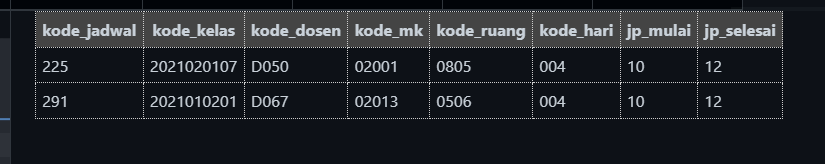 kode_jadwal kode_kelas kode_dosen kode_mk kode_ruang kode_hari jp_mulai jp_selesai
225 2021020107 D050 02001 0805 004 10 12
291 2021010201 D067 02013 0506 004 10 12